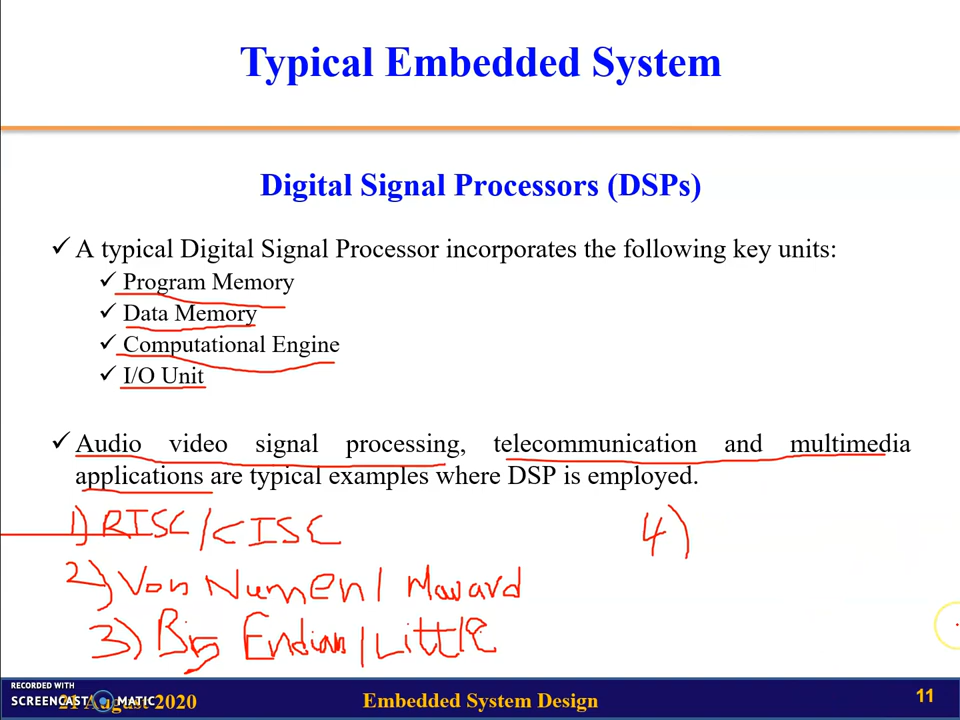 Typical Embedded System
Digital Signal Processors (DSPs)
✓ A typical Digital Signal Processor incorporates the following key units:
✓ Program Memory
✓ Data Memory
✓ Computational Engine
✓ I/O Unit
✓ Audio video signal processing, telecommunication and multimedia
applications are typical examples where DSP is employed.
1) RISC/CISC
4)
2) Von Numen /
3) Big Endian / Little
RECORDED WITH
SCREENCAST MATIC
21 August 2020
Embedded System Design
11